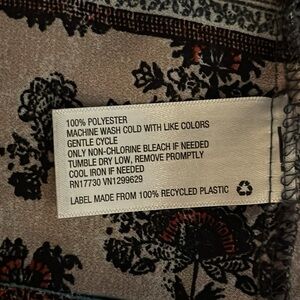 100% POLYESTER
MACHINE WASH COLD WITH LIKE COLORS
GENTLE CYCLE
ONLY NON-CHLORINE BLEACH IF NEEDED
TUMBLE DRY LOW, REMOVE PROMPTLY
COOL IRON IF NEEDED
RN17730 VN1299629
LABEL MADE FROM 100% RECYCLED PLASTIC